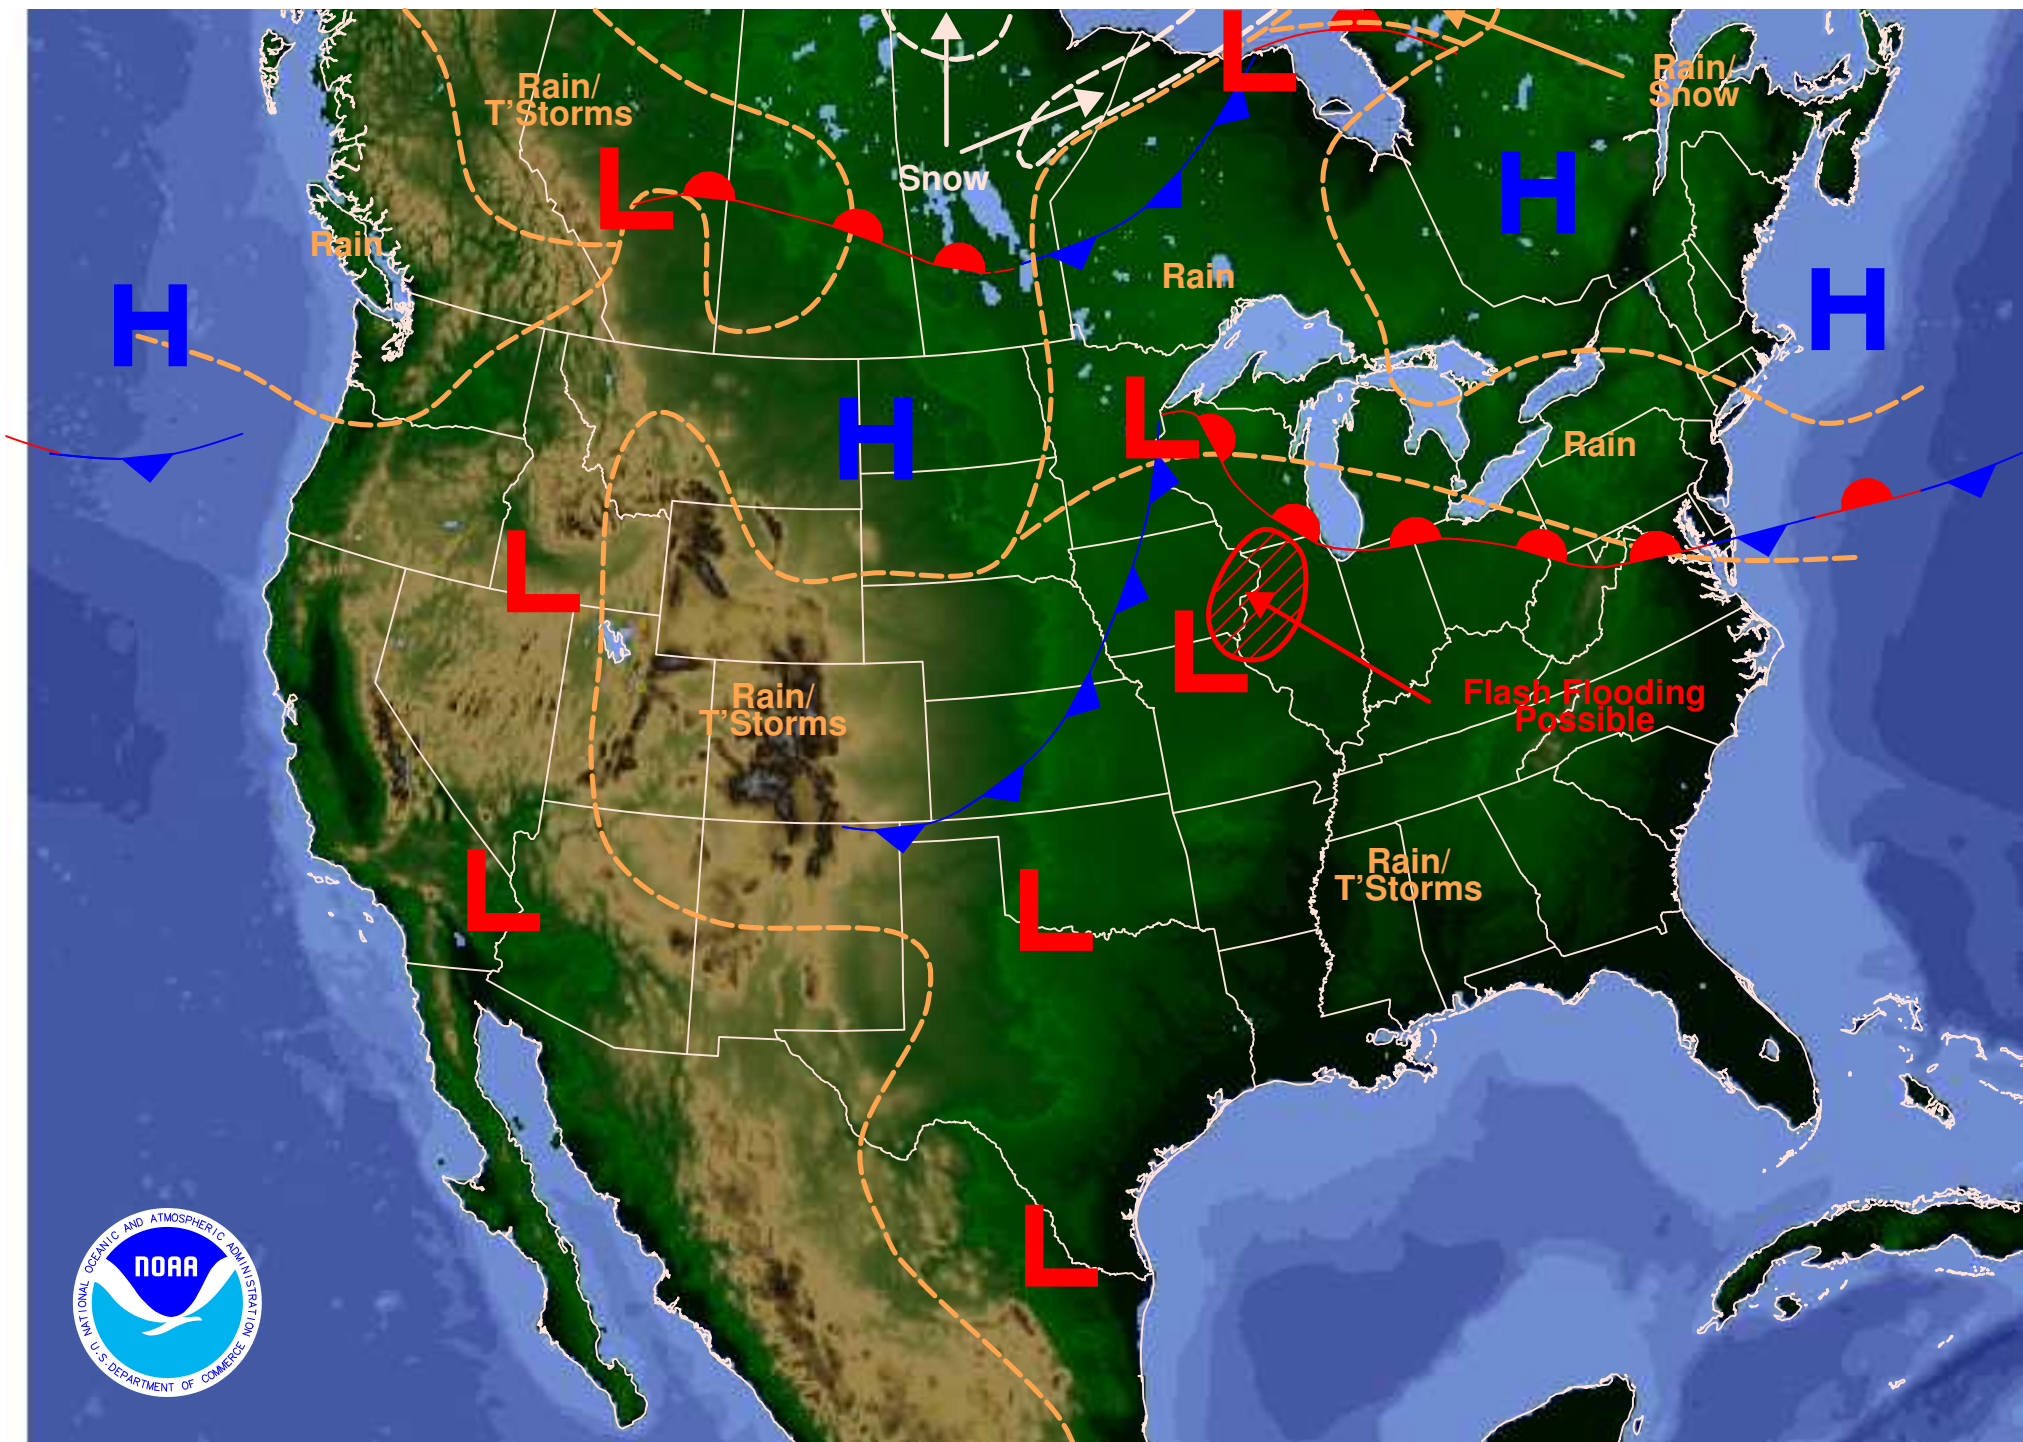 Rain/
T'Storms
Rain/
Snow
Snow
Rain
Rain
L
L
H
H
H
H
L
Rain
L
L
Flash Flooding
Possible
Rain/
T'Storms
Rain/
T'Storms
L
L
L
NATIONAL OCEANIC AND ATMOSPHERIC ADMINISTRATION
NOAA
U.S. DEPARTMENT OF COMMERCE